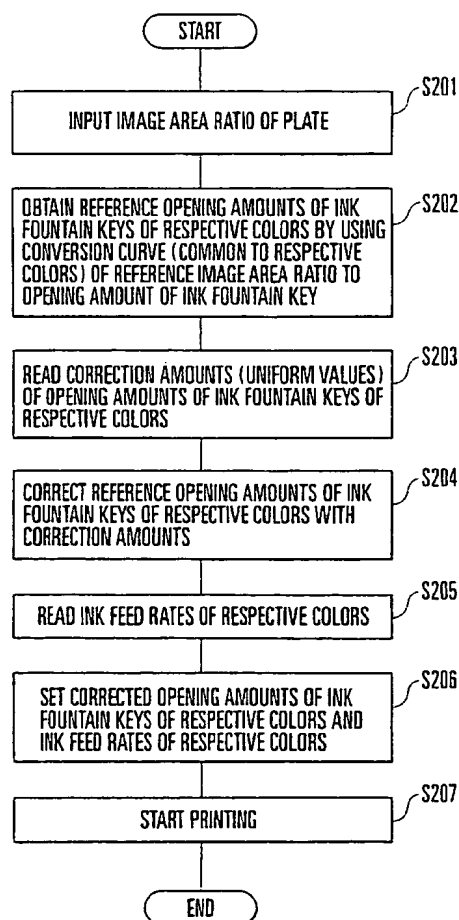 START
S201
INPUT IMAGE AREA RATIO OF PLATE
S202
OBTAIN REFERENCE OPENING AMOUNTS OF INK
FOUNTAIN KEYS OF RESPECTIVE COLORS BY USING
CONVERSION CURVE (COMMON TO RESPECTIVE
COLORS) OF REFERENCE IMAGE AREA RATIO TO
OPENING AMOUNT OF INK FOUNTAIN KEY
S203
READ CORRECTION AMOUNTS (UNIFORM VALUES)
OF OPENING AMOUNTS OF INK FOUNTAIN KEYS OF
RESPECTIVE COLORS
S204
CORRECT REFERENCE OPENING AMOUNTS OF INK
FOUNTAIN KEYS OF RESPECTIVE COLORS WITH
CORRECTION AMOUNTS
S205
READ INK FEED RATES OF RESPECTIVE COLORS
S206
SET CORRECTED OPENING AMOUNTS OF INK
FOUNTAIN KEYS OF RESPECTIVE COLORS AND
INK FEED RATES OF RESPECTIVE COLORS
S207
START PRINTING
END